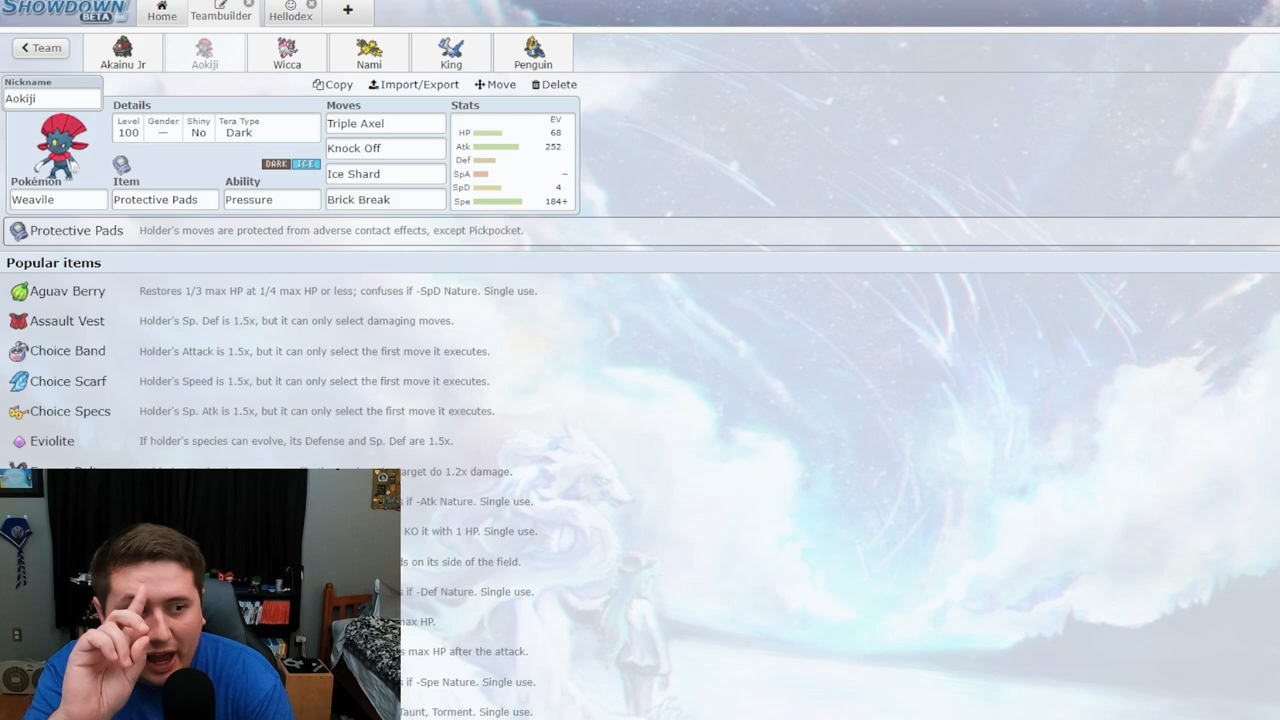 SHOWDOWN
BETA
Home
Teambuilder
Hellodex
Team
Akainu Jr
Aokiji
Wicca
Nami
King
Penguin
Nickname
Aokiji
Copy
Import/Export
Move
Delete
Details
Moves
Stats
Level
Gender
Shiny
Tera Type
100
—
No
Dark
DARK ICE
Pokémon
Item
Ability
Weavile
Protective Pads
Pressure
Triple Axel
Knock Off
Ice Shard
Brick Break
EV
HP 68
Atk 252
Def
SpA –
SpD 4
Spe 184+
Protective Pads Holder's moves are protected from adverse contact effects, except Pickpocket.
Popular items
Aguav Berry Restores 1/3 max HP at 1/4 max HP or less; confuses if -SpD Nature. Single use.
Assault Vest Holder's Sp. Def is 1.5x, but it can only select damaging moves.
Choice Band Holder's Attack is 1.5x, but it can only select the first move it executes.
Choice Scarf Holder's Speed is 1.5x, but it can only select the first move it executes.
Choice Specs Holder's Sp. Atk is 1.5x, but it can only select the first move it executes.
Eviolite If holder's species can evolve, its Defense and Sp. Def are 1.5x.
target do 1.2x damage.
if -Atk Nature. Single use.
KO it with 1 HP. Single use.
on its side of the field.
if -Def Nature. Single use.
max HP.
max HP after the attack.
if -Spe Nature. Single use.
Taunt, Torment. Single use.